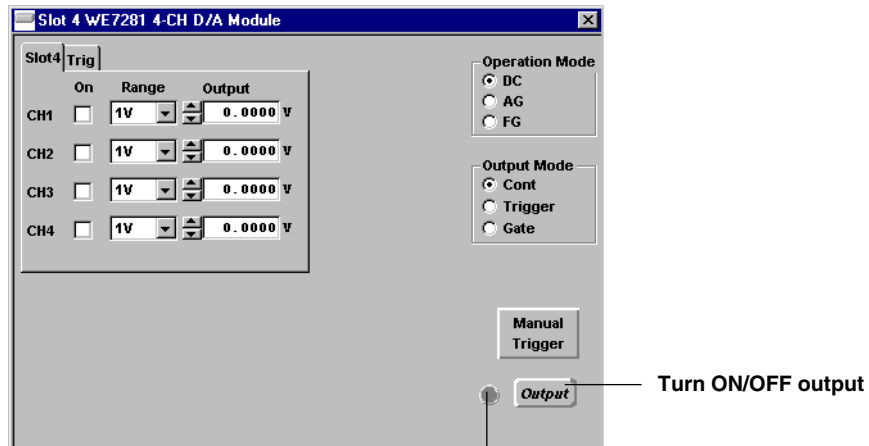 Slot 4 WE7281 4-CH D/A Module
Slot4 Trig
On Range Output
CH1 1V 0.0000 V
CH2 1V 0.0000 V
CH3 1V 0.0000 V
CH4 1V 0.0000 V
Operation Mode
DC
AG
FG
Output Mode
Cont
Trigger
Gate
Manual
Trigger
Output
Turn ON/OFF output